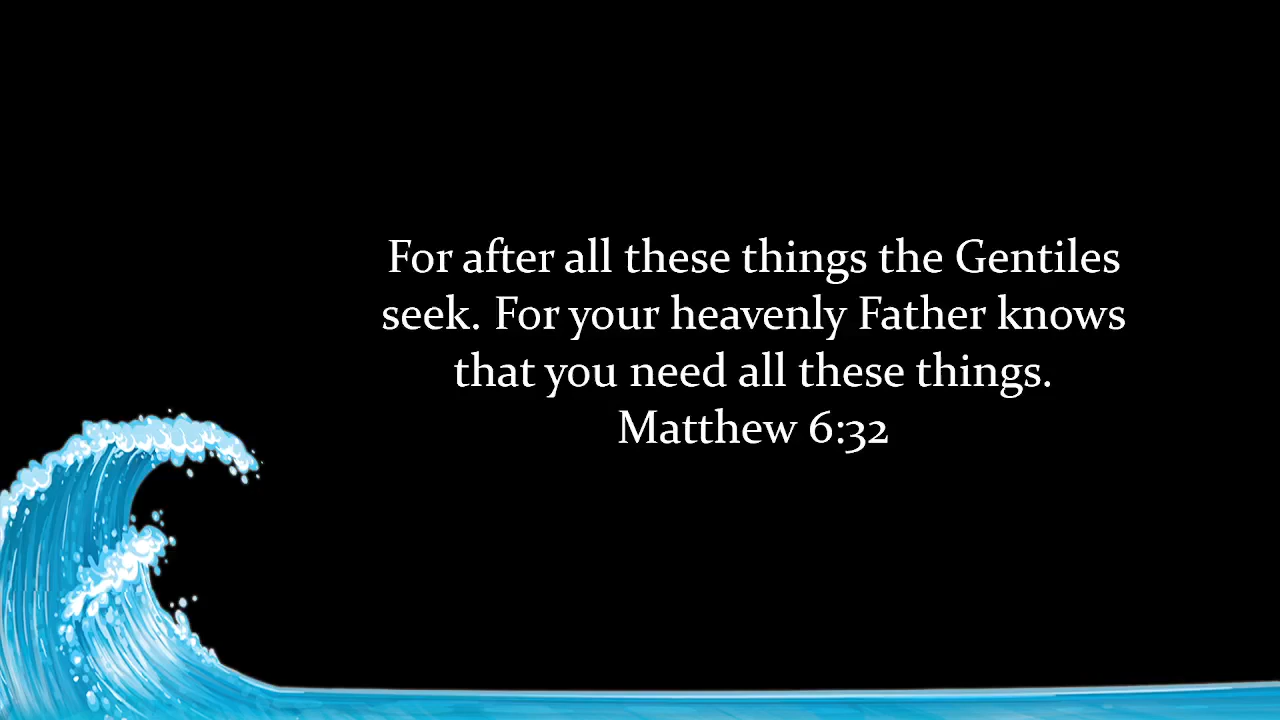 For after all these things the Gentiles
seek. For your heavenly Father knows
that you need all these things.
Matthew 6:32